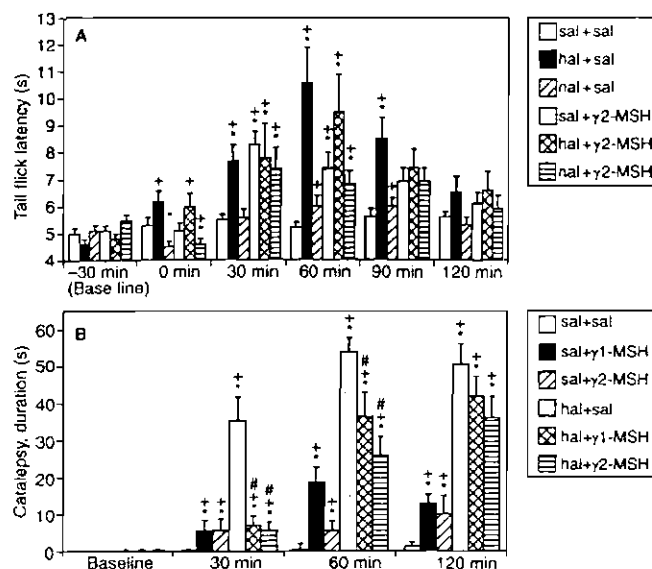 A
Tail flick latency (s)
13
12
11
10
9
8
7
6
5
4
−30 min
(Base line)
0 min
30 min
60 min
90 min
120 min
sal+sal
hal+sal
nal+sal
sal+γ2-MSH
hal+γ2-MSH
nal+γ2-MSH
B
Catalepsy, duration (s)
60
50
40
30
20
10
0
Baseline
30 min
60 min
120 min
sal+sal
sal+γ1-MSH
sal+γ2-MSH
hal+sal
hal+γ1-MSH
hal+γ2-MSH